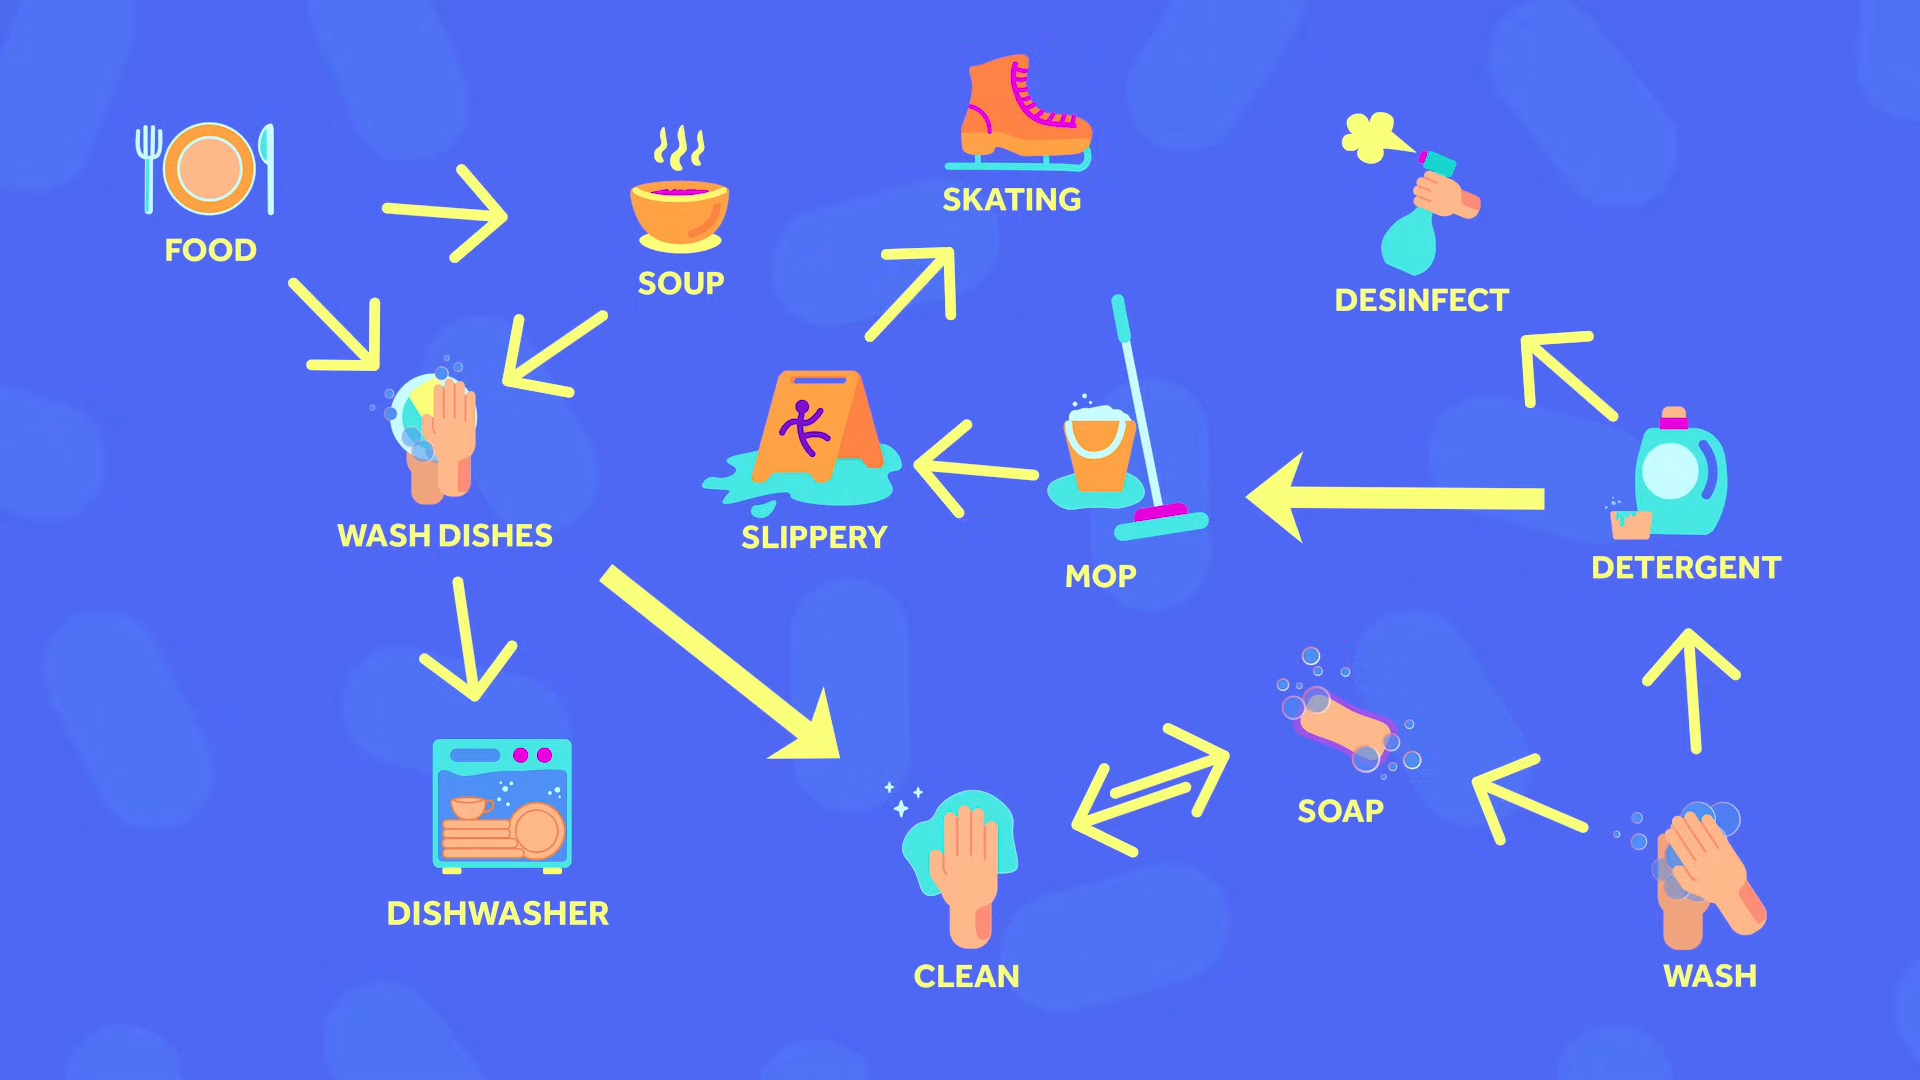 SKATING
FOOD
SOUP
DESINFECT
WASH DISHES
SLIPPERY
MOP
DETERGENT
SOAP
DISHWASHER
CLEAN
WASH